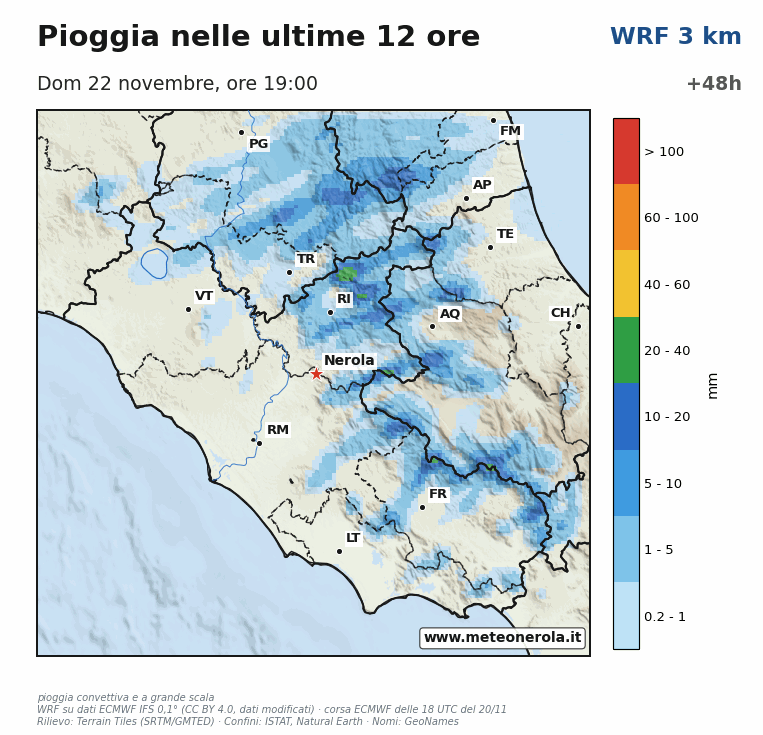 Pioggia nelle ultime 12 ore
WRF 3 km
Dom 22 novembre, ore 19:00
+48h
PG
FM
AP
TE
TR
VT
RI
AQ
CH
Nerola
RM
FR
LT
www.meteonerola.it
> 100
60 - 100
40 - 60
20 - 40
10 - 20
5 - 10
1 - 5
0.2 - 1
mm
pioggia convettiva e a grande scala
WRF su dati ECMWF IFS 0,1° (CC BY 4.0, dati modificati) · corsa ECMWF delle 18 UTC del 20/11
Rilievo: Terrain Tiles (SRTM/GMTED) · Confini: ISTAT, Natural Earth · Nomi: GeoNames